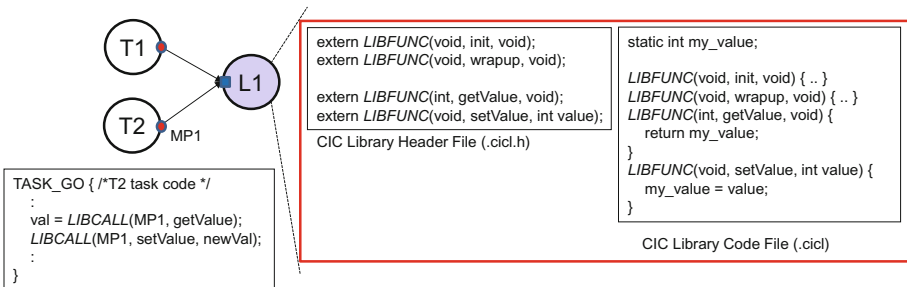 T1
T2
MP1
L1
TASK_GO { /*T2 task code */
:
val = LIBCALL(MP1, getValue);
LIBCALL(MP1, setValue, newVal);
:
}
extern LIBFUNC(void, init, void);
extern LIBFUNC(void, wrapup, void);
extern LIBFUNC(int, getValue, void);
extern LIBFUNC(void, setValue, int value);
CIC Library Header File (.cicl.h)
static int my_value;
LIBFUNC(void, init, void) { .. }
LIBFUNC(void, wrapup, void) { .. }
LIBFUNC(int, getValue, void) {
return my_value;
}
LIBFUNC(void, setValue, int value) {
my_value = value;
}
CIC Library Code File (.cicl)